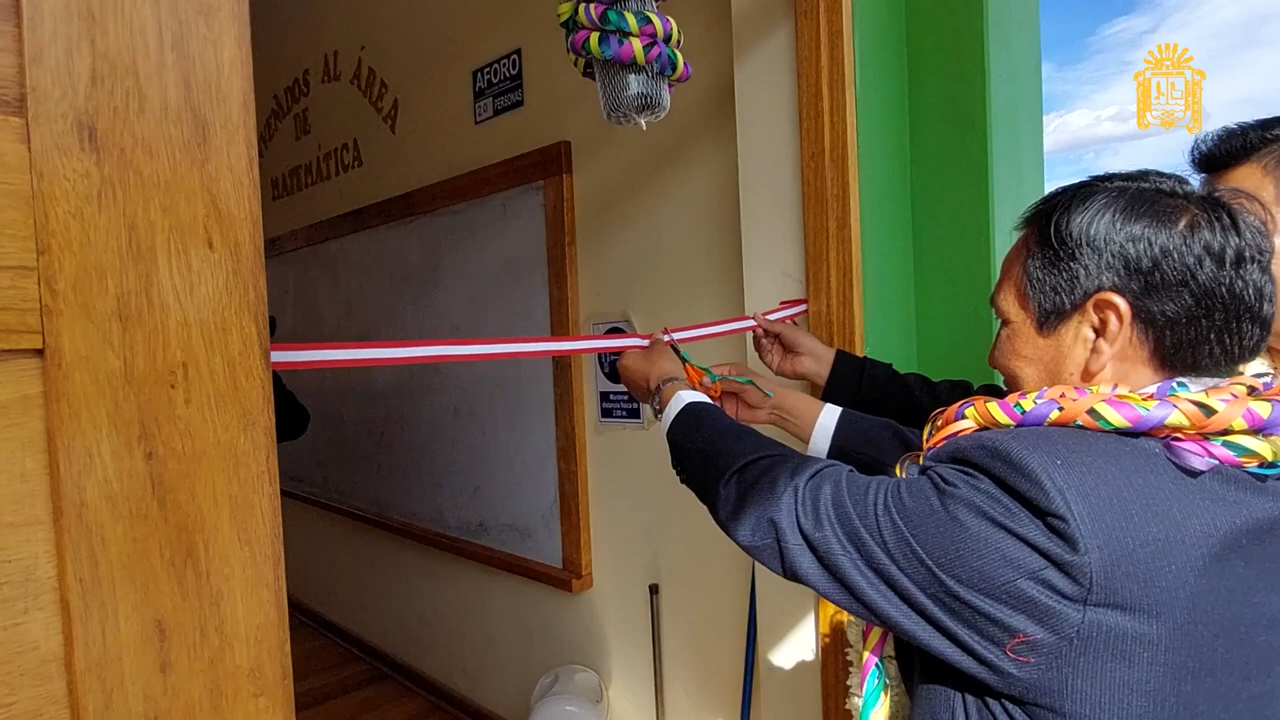 AL ÁREA
DE
MATEMÁTICA
AFORO
20 PERSONAS
Mantener
distancia física de
2.00 m.